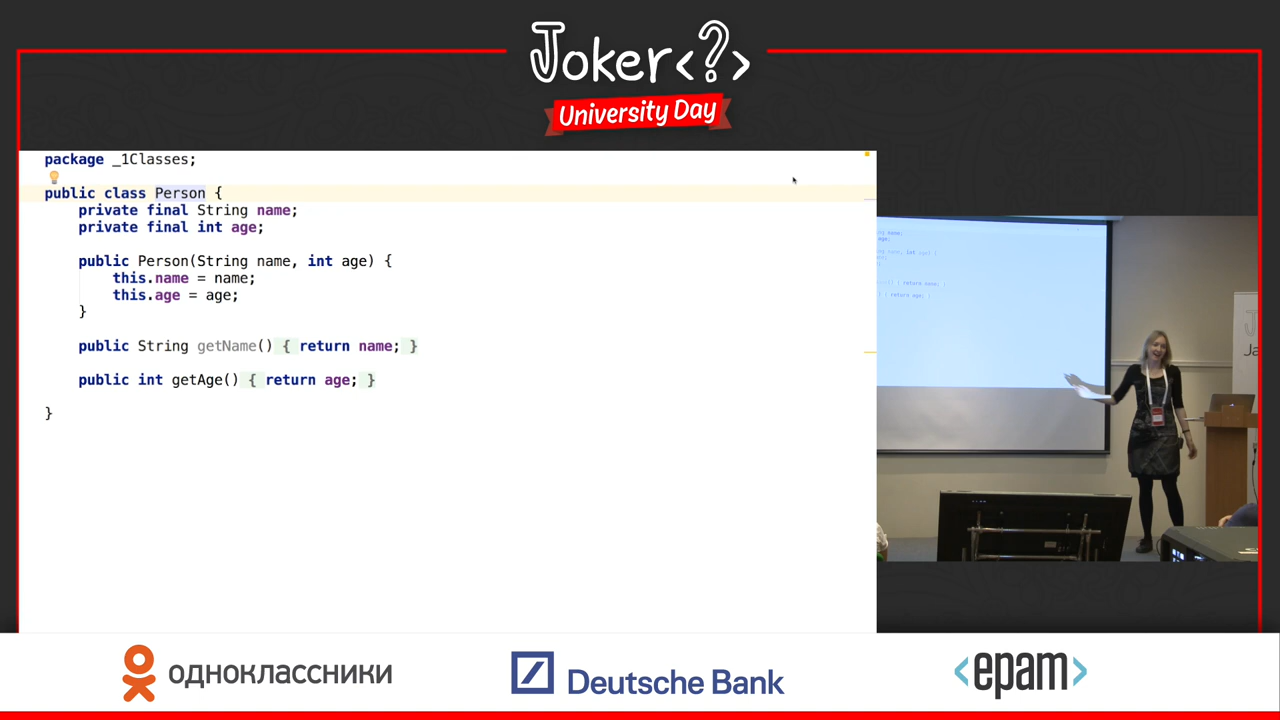 Joker<?>
University Day
package _1Classes;
public class Person {
private final String name;
private final int age;
public Person(String name, int age) {
this.name = name;
this.age = age;
}
public String getName() { return name; }
public int getAge() { return age; }
}
одноклассники
Deutsche Bank
<epam>